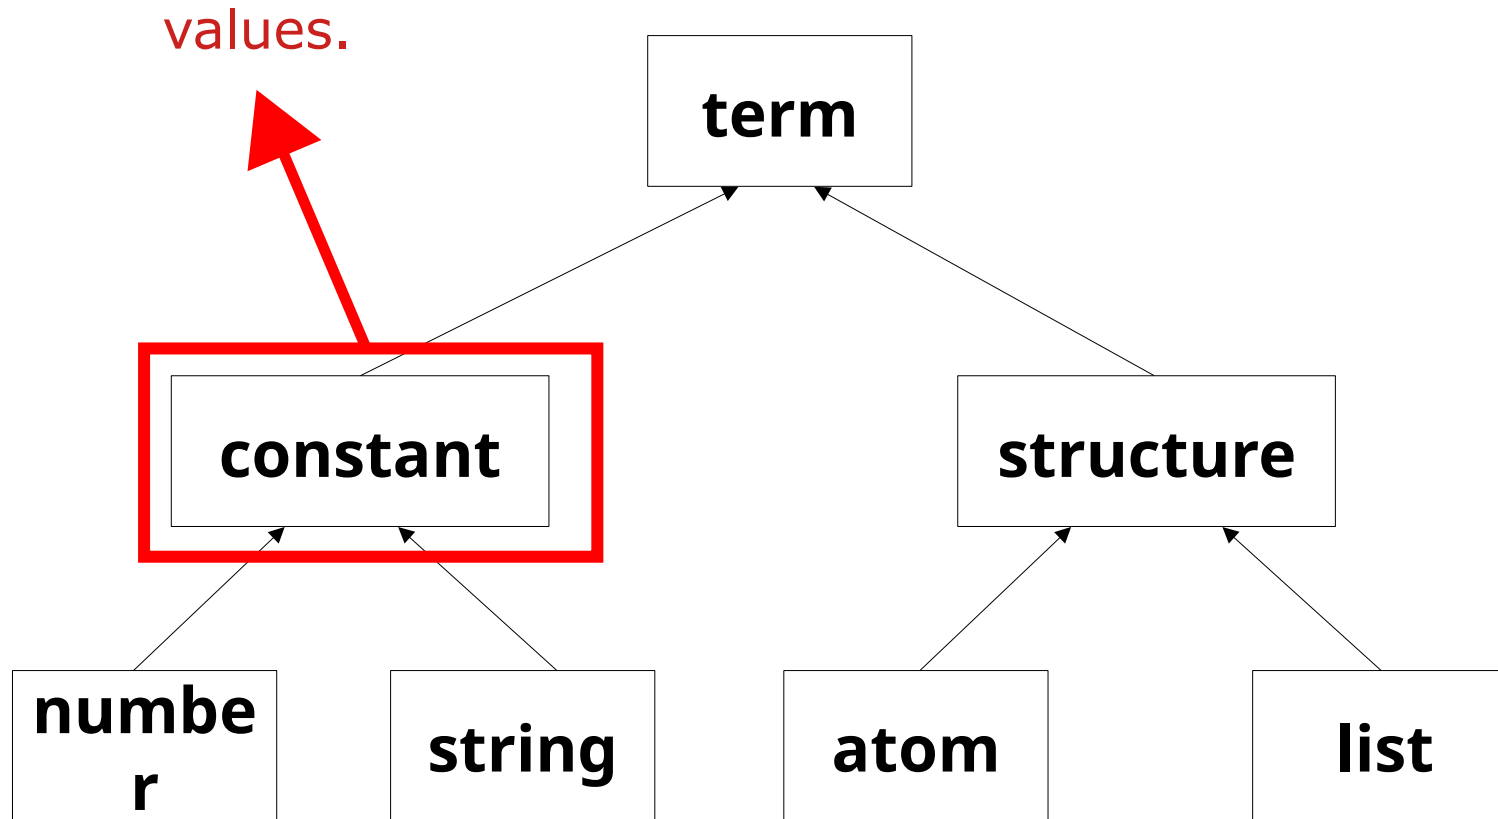 values.
term
constant
structure
numbe
r
string
atom
list